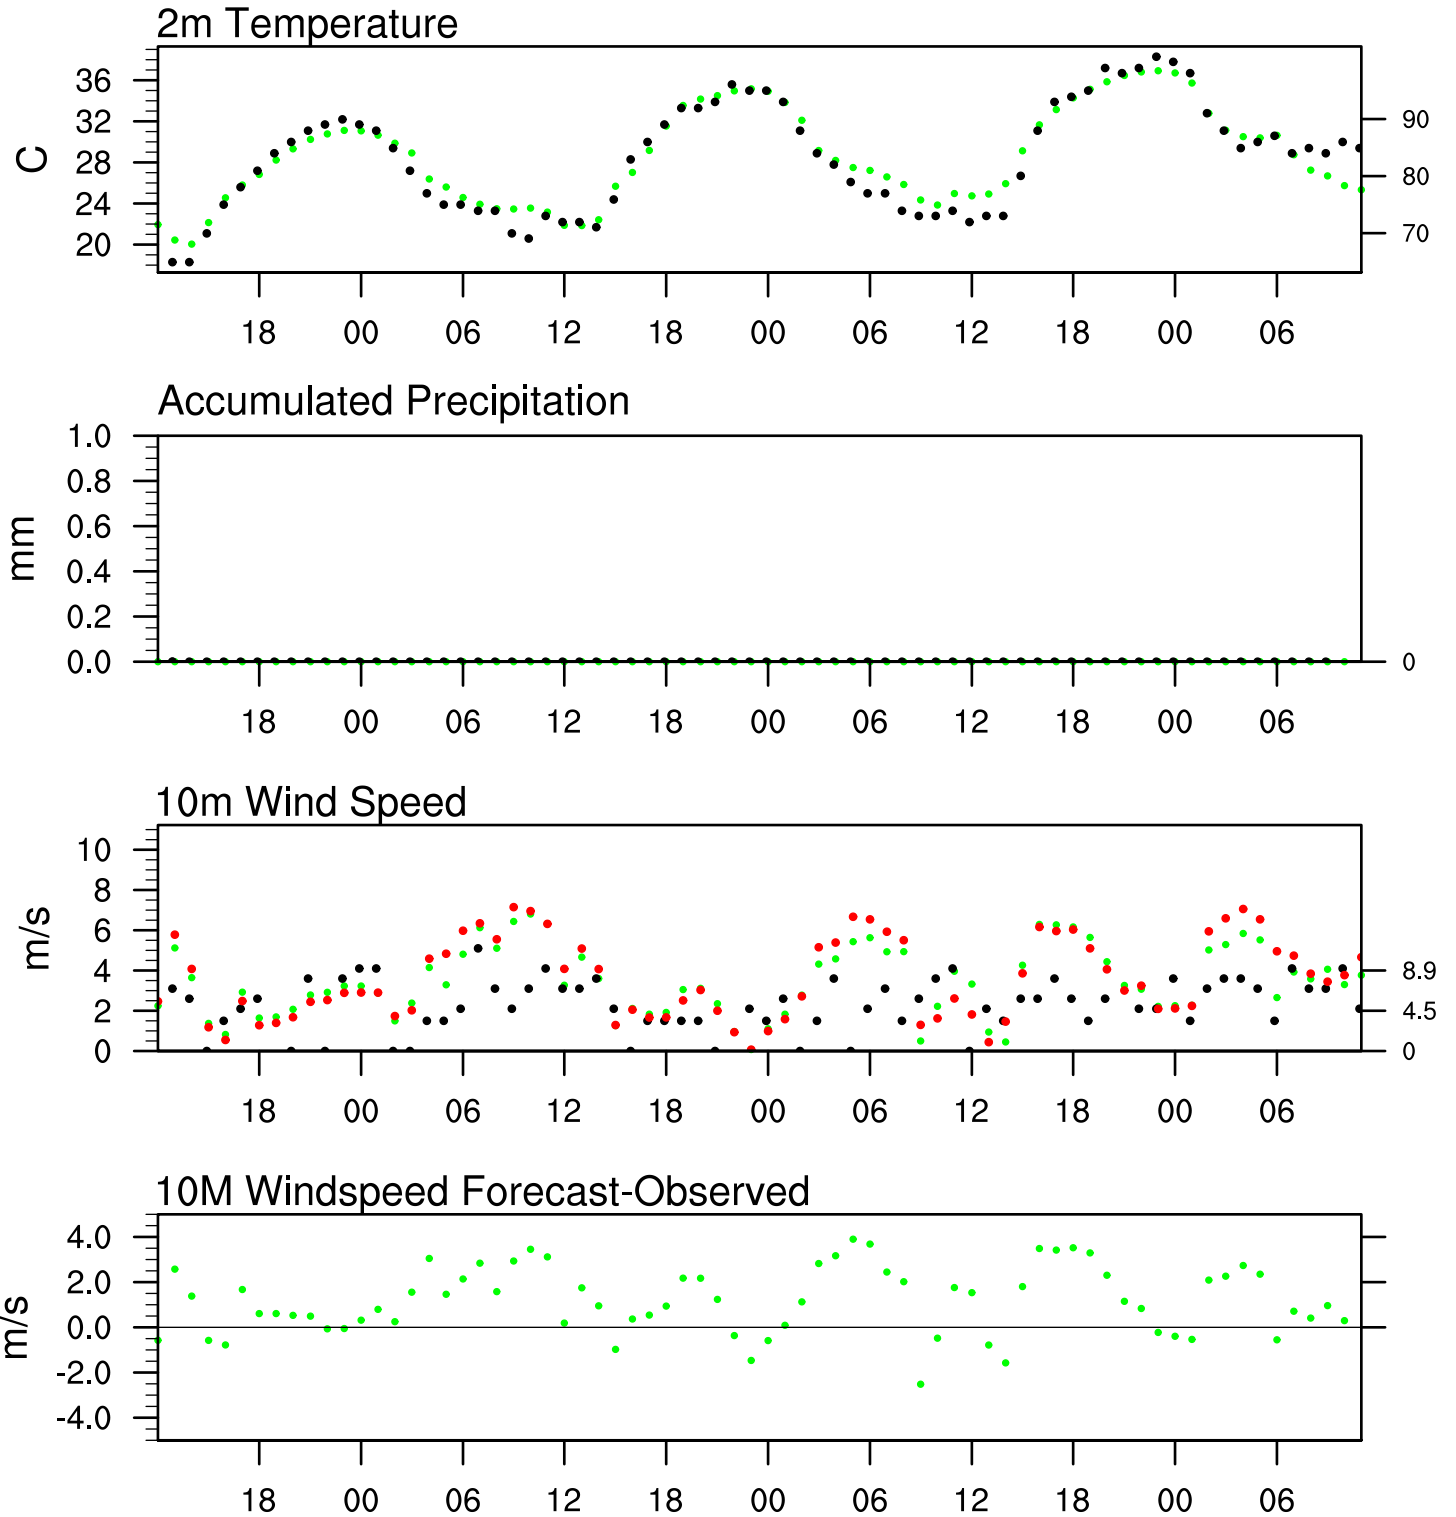 2m Temperature
36
32
28
24
20
C
90
80
70
18 00 06 12 18 00 06 12 18 00 06
Accumulated Precipitation
1.0
0.8
0.6
0.4
0.2
0.0
mm
0
18 00 06 12 18 00 06 12 18 00 06
10m Wind Speed
10
8
6
4
2
0
m/s
8.9
4.5
0
18 00 06 12 18 00 06 12 18 00 06
10M Windspeed Forecast-Observed
4.0
2.0
0.0
-2.0
-4.0
m/s
18 00 06 12 18 00 06 12 18 00 06